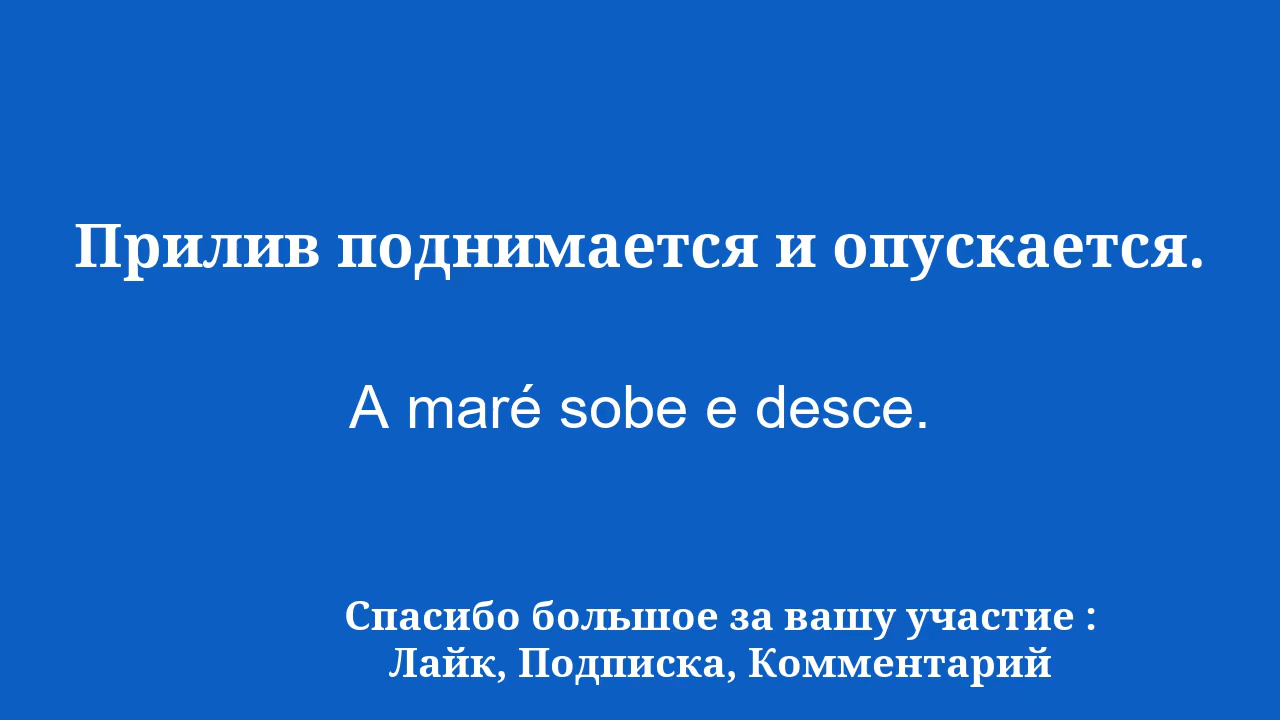 Прилив поднимается и опускается.
A maré sobe e desce.
Спасибо большое за вашу участие :
Лайк, Подписка, Комментарий